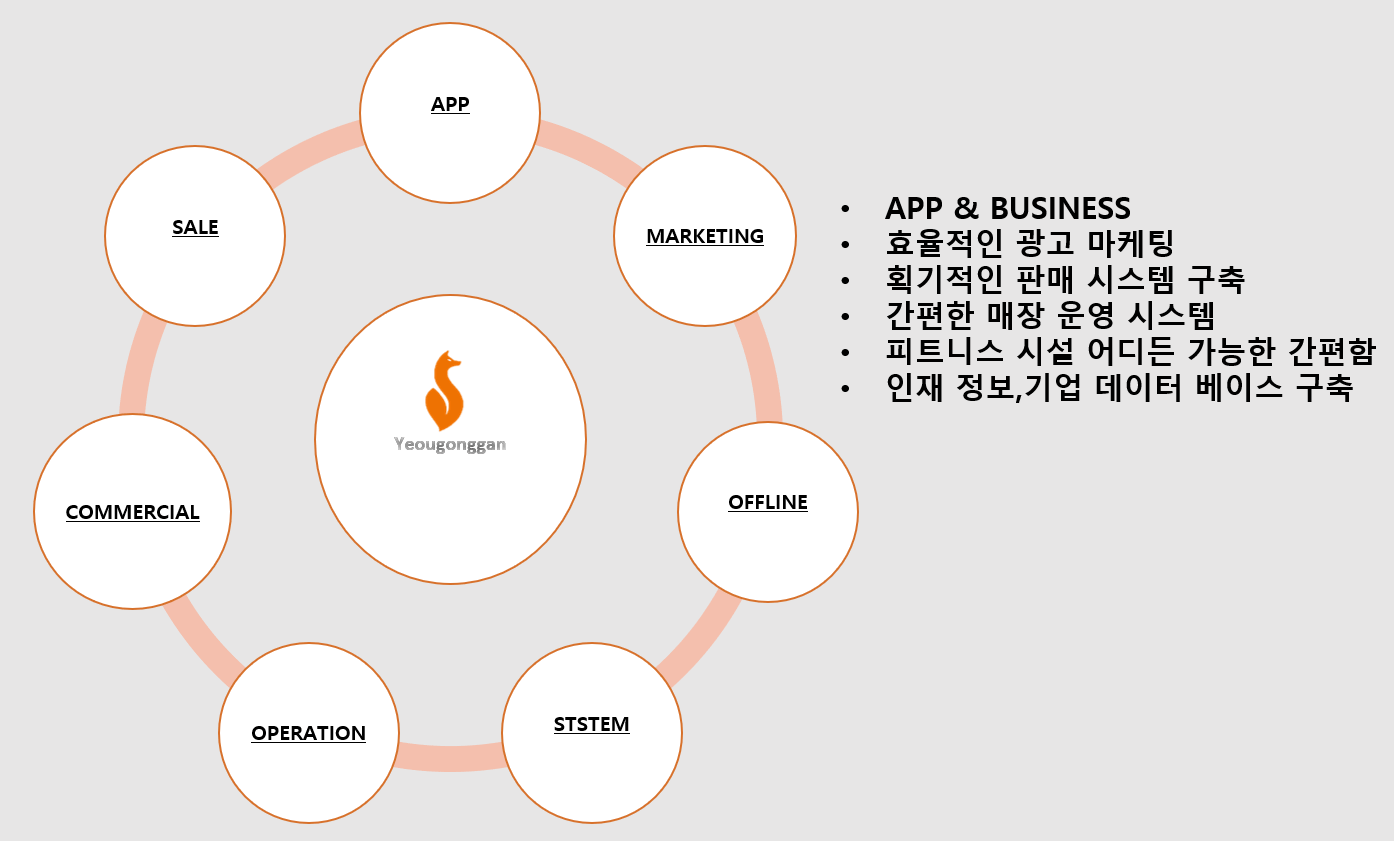 APP
SALE
MARKETING
Yeougonggan
COMMERCIAL
OFFLINE
OPERATION
STSTEM
• APP & BUSINESS
• 효율적인 광고 마케팅
• 획기적인 판매 시스템 구축
• 간편한 매장 운영 시스템
• 피트니스 시설 어디든 가능한 간편함
• 인재 정보,기업 데이터 베이스 구축